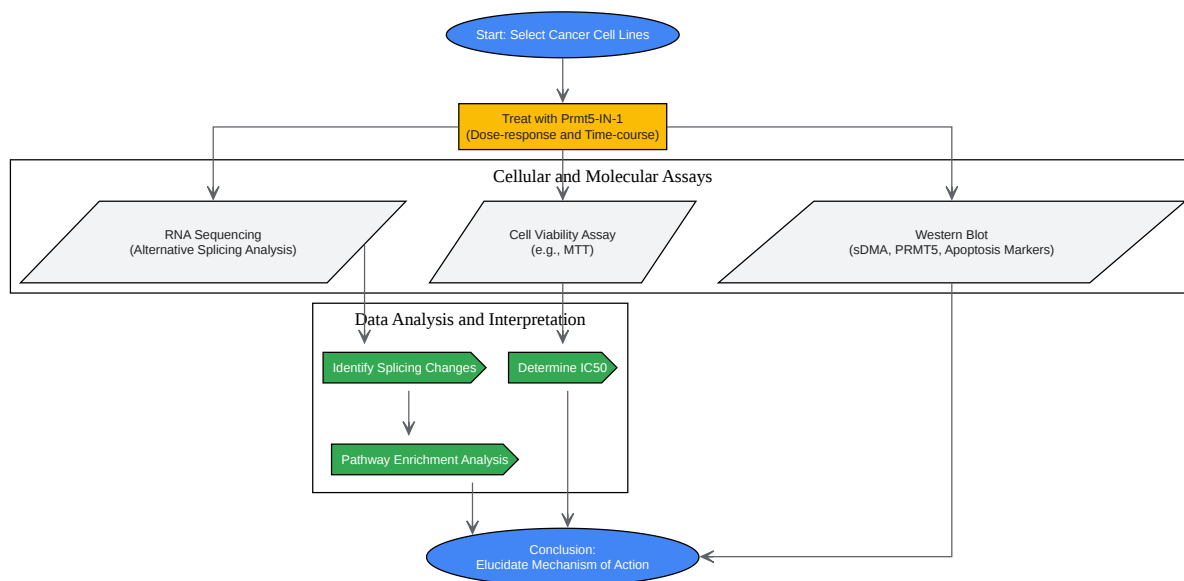 Start: Select Cancer Cell Lines
Treat with Prmt5-IN-1
(Dose-response and Time-course)
Cellular and Molecular Assays
RNA Sequencing
(Alternative Splicing Analysis)
Cell Viability Assay
(e.g., MTT)
Western Blot
(sDMA, PRMT5, Apoptosis Markers)
Data Analysis and Interpretation
Identify Splicing Changes
Determine IC50
Pathway Enrichment Analysis
Conclusion:
Elucidate Mechanism of Action